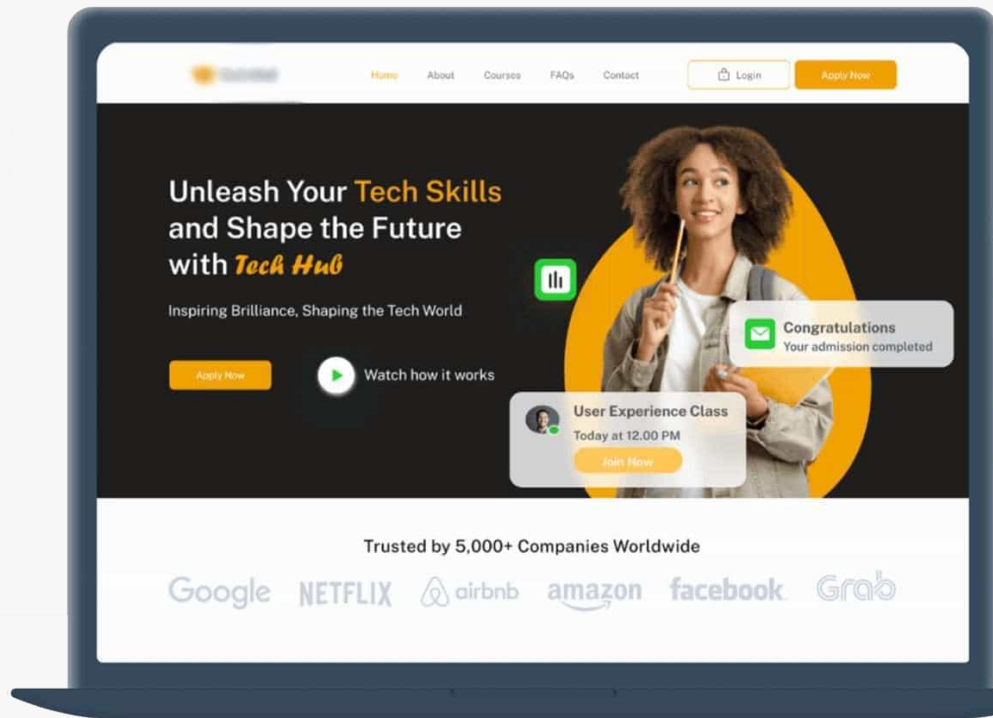 Home
About
Courses
FAQs
Contact
Login
Apply Now
Unleash Your Tech Skills
and Shape the Future
with Tech Hub
Inspiring Brilliance, Shaping the Tech World
Apply Now
Watch how it works
Congratulations
Your admission completed
User Experience Class
Today at 12.00 PM
Join Now
Trusted by 5,000+ Companies Worldwide
Google
NETFLIX
airbnb
amazon
facebook
Grab